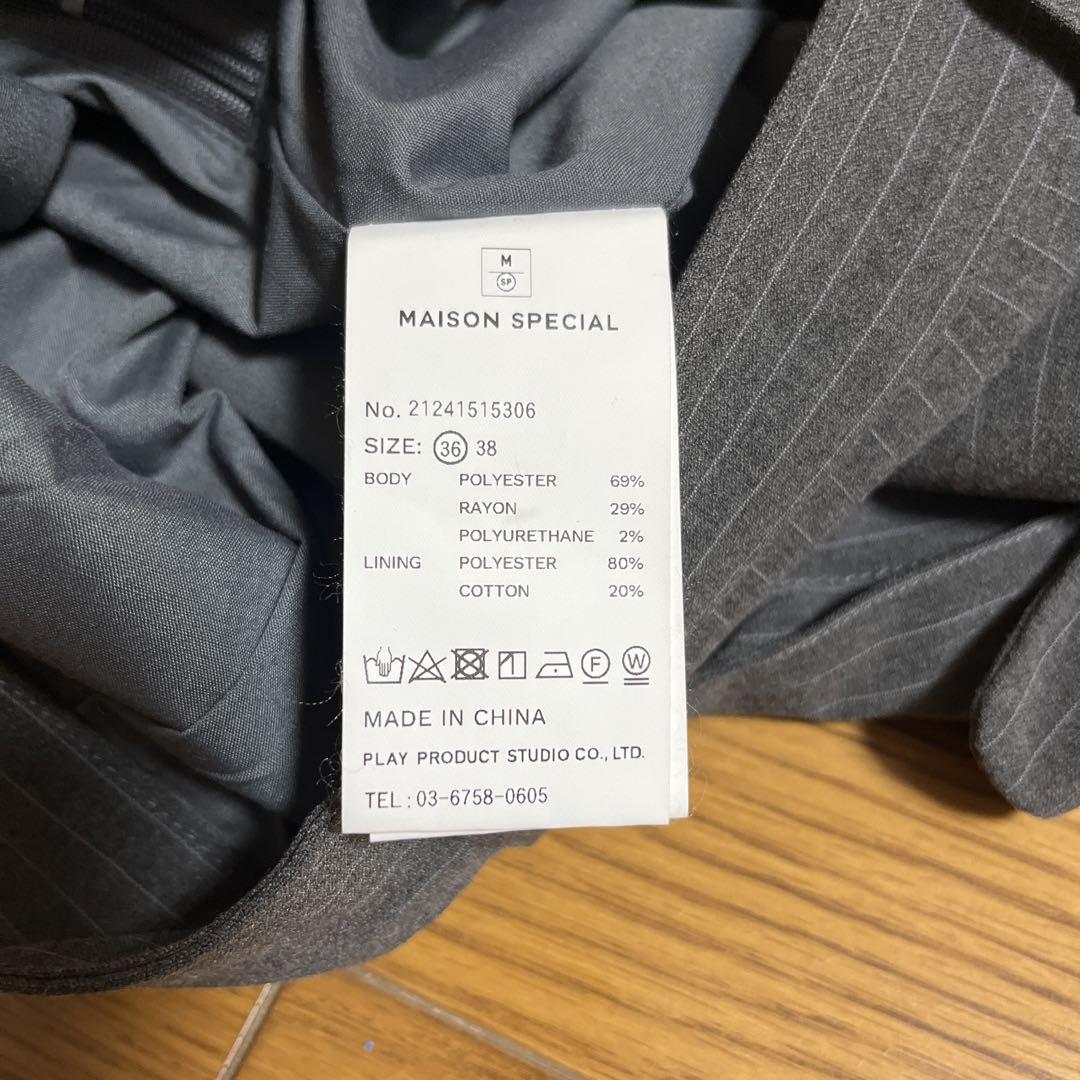 M
SP
MAISON SPECIAL
No. 21241515306
SIZE: 36 38
BODY POLYESTER 69%
RAYON 29%
POLYURETHANE 2%
LINING POLYESTER 80%
COTTON 20%
F W
MADE IN CHINA
PLAY PRODUCT STUDIO CO., LTD.
TEL : 03-6758-0605